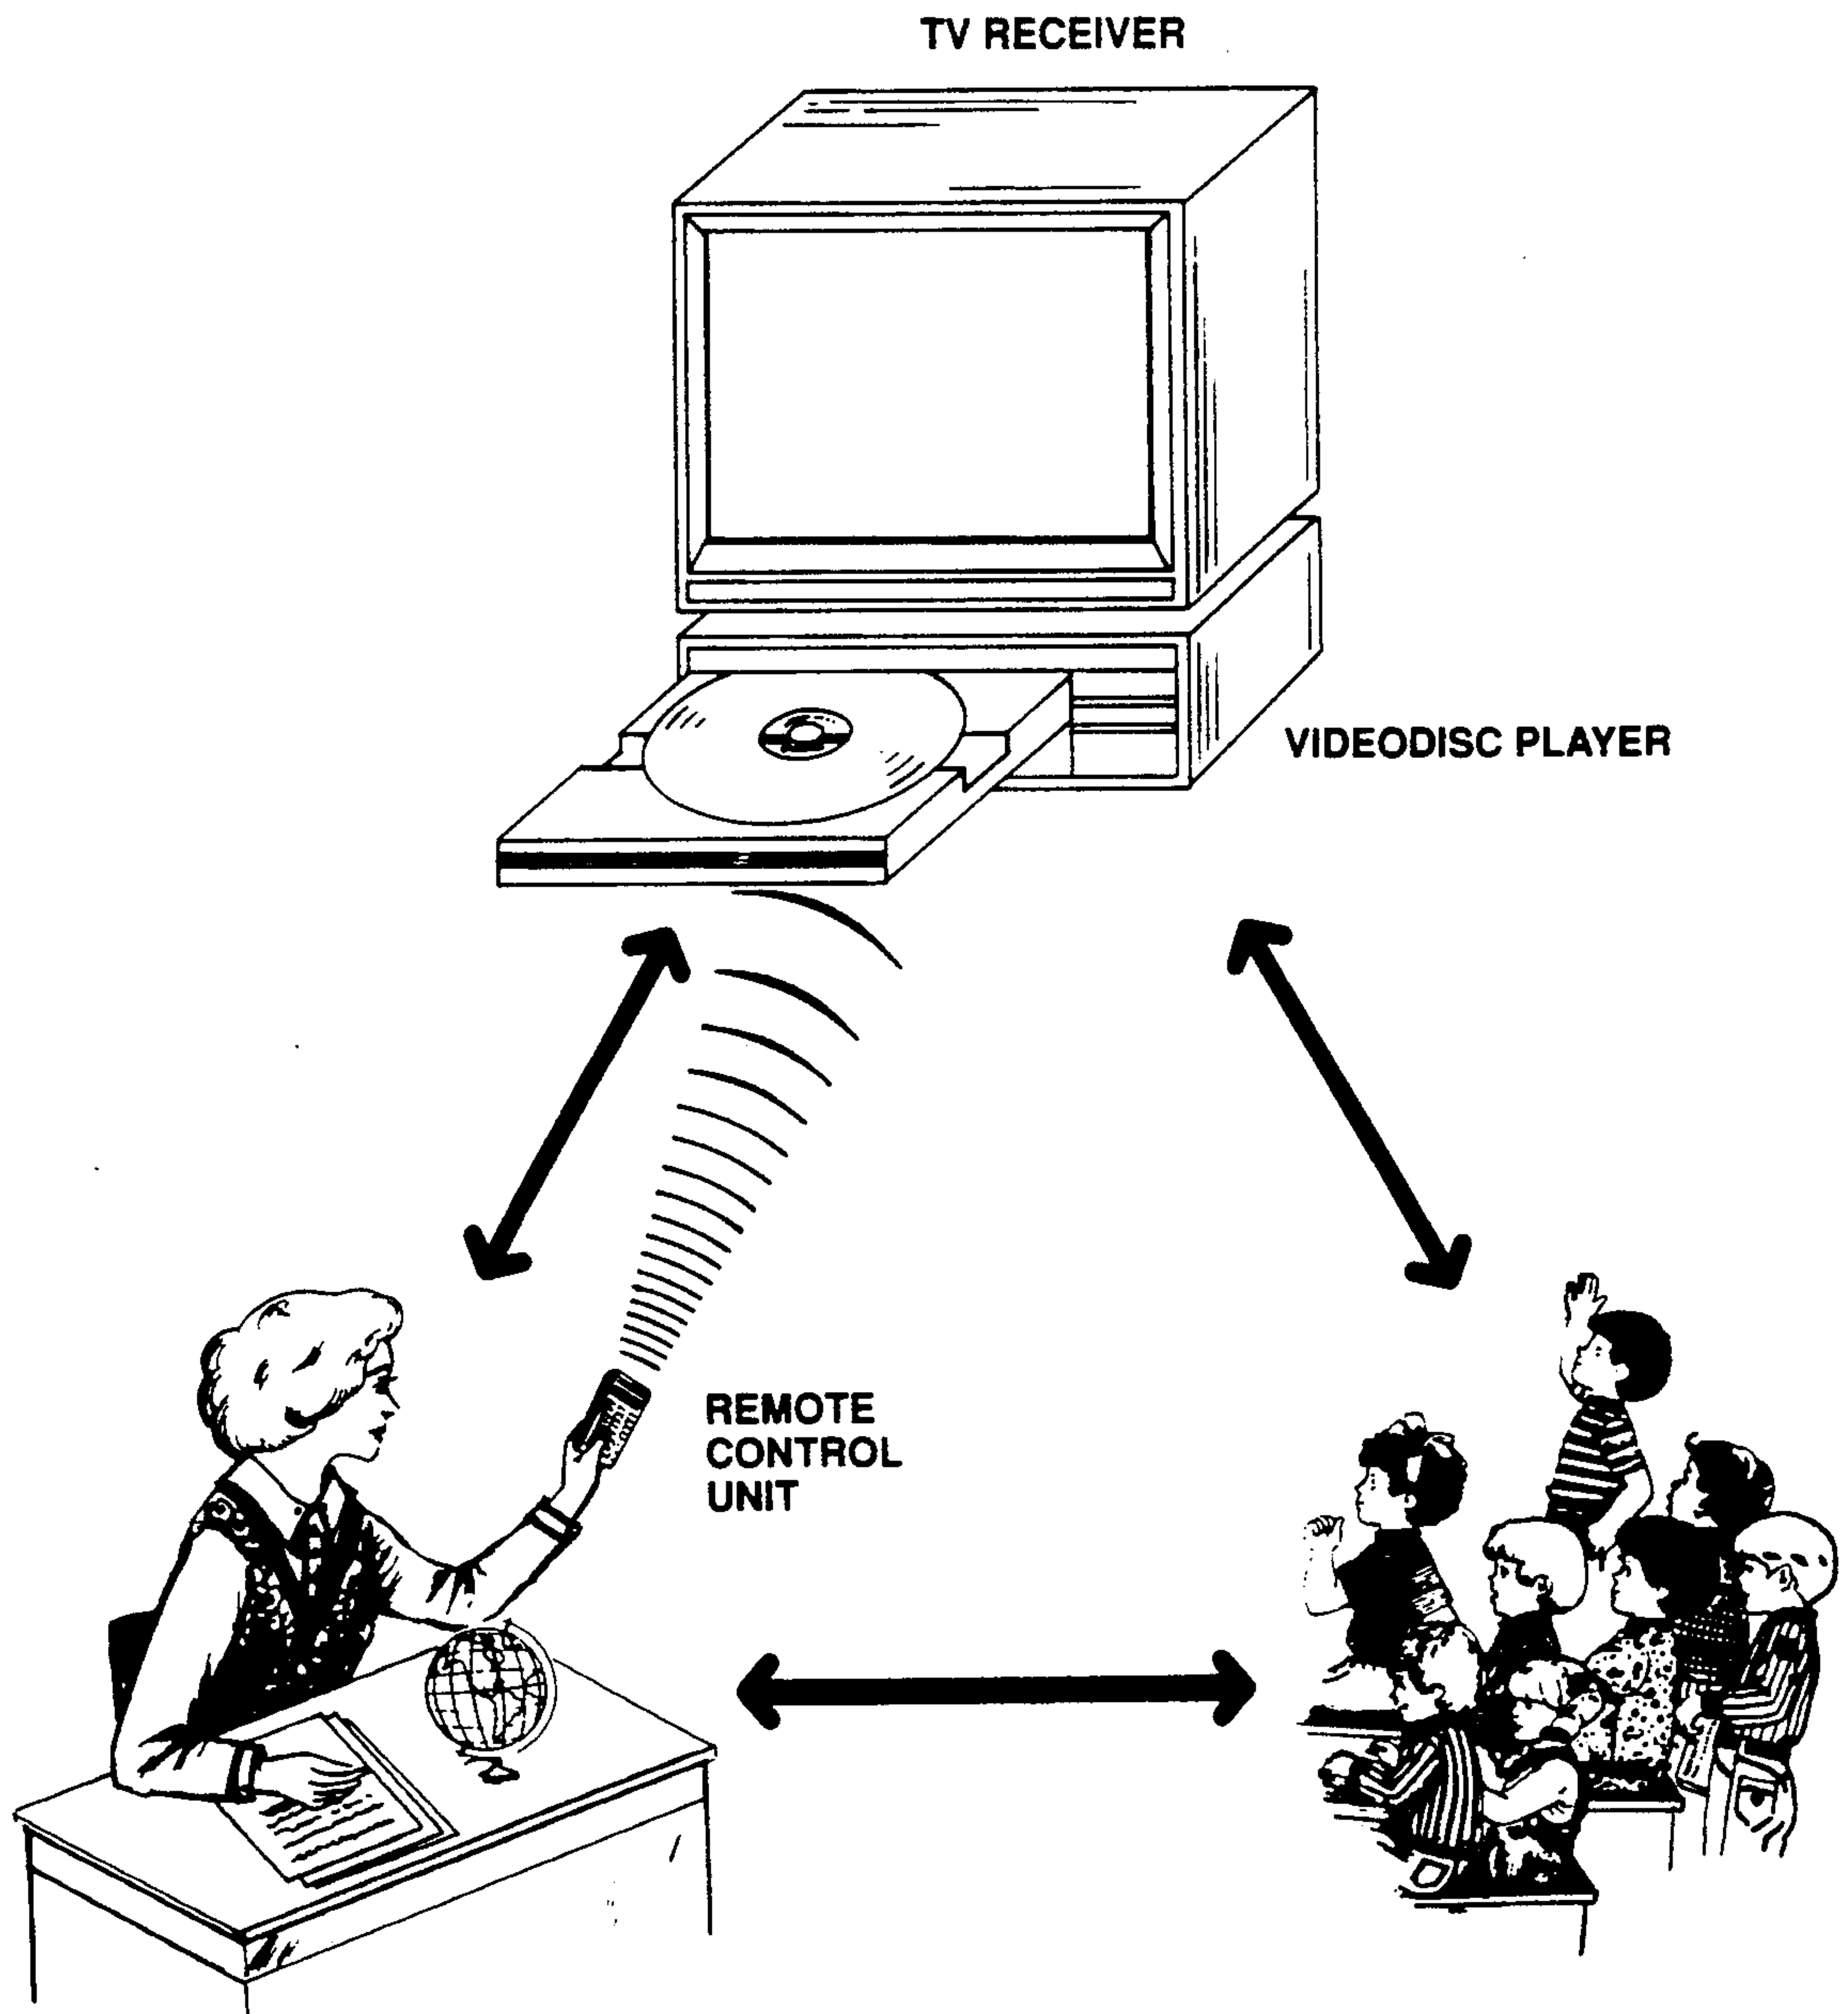 TV RECEIVER
VIDEODISC PLAYER
REMOTE
CONTROL
UNIT